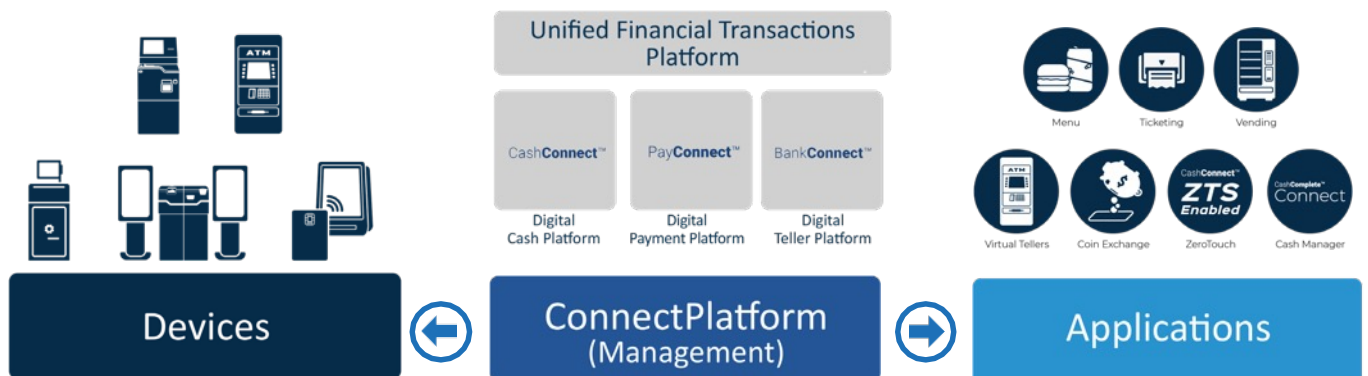 ATM
Devices
Unified Financial Transactions
Platform
CashConnect™
PayConnect™
BankConnect™
Digital
Cash Platform
Digital
Payment Platform
Digital
Teller Platform
ConnectPlatform
(Management)
Menu
Ticketing
Vending
ATM
CashConnect™
ZTS
Enabled
CashComplete™
Connect
Virtual Tellers
Coin Exchange
ZeroTouch
Cash Manager
Applications